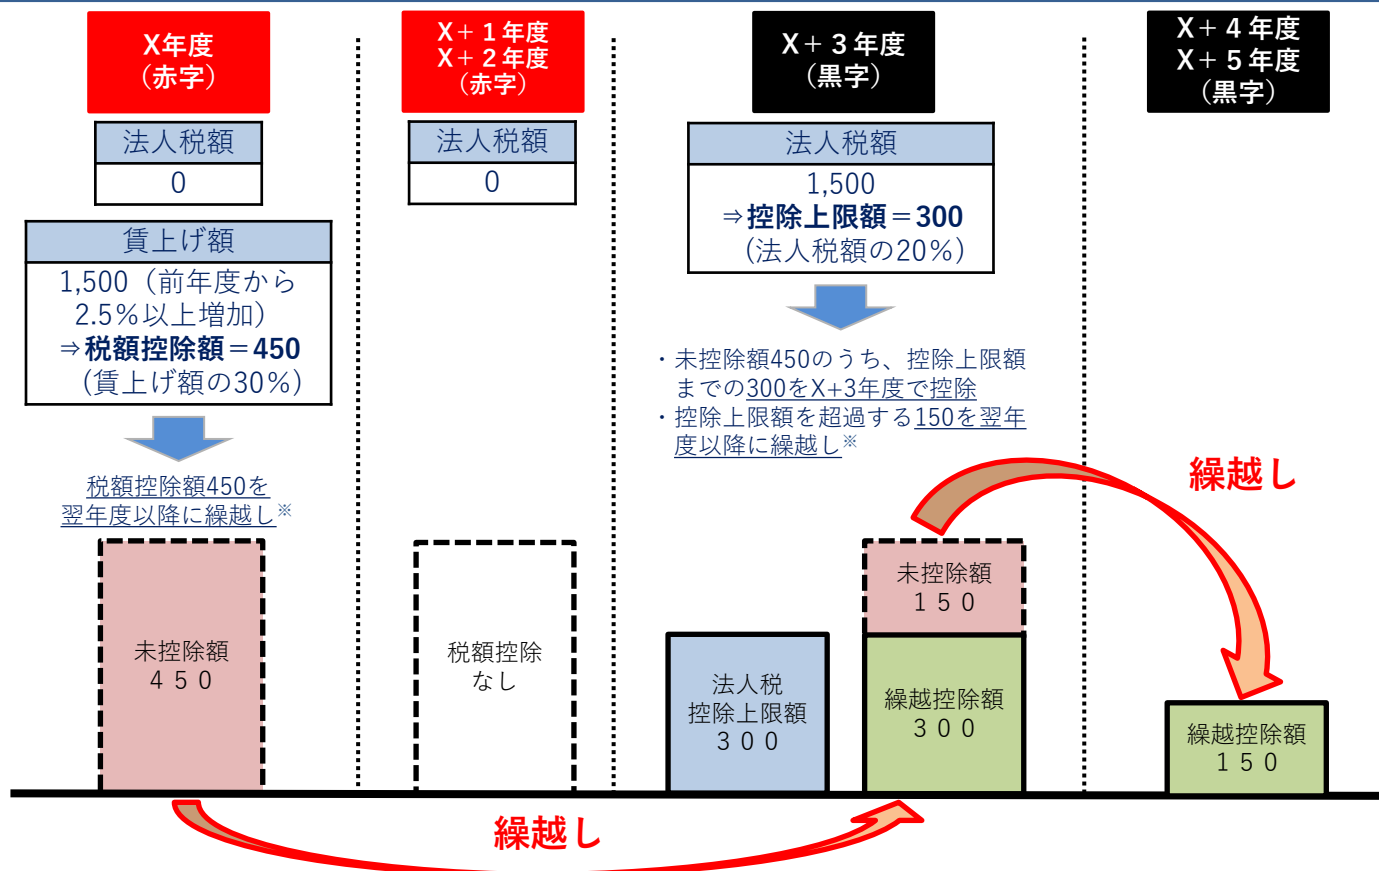 X年度
（赤字）
法人税額
0
賃上げ額
1,500（前年度から
2.5％以上増加）
⇒税額控除額＝450
（賃上げ額の30％）
税額控除額450を
翌年度以降に繰越し※
未控除額
４５０
X＋１年度
X＋２年度
（赤字）
法人税額
0
税額控除
なし
X＋３年度
（黒字）
法人税額
1,500
⇒控除上限額＝300
（法人税額の20％）
・未控除額450のうち、控除上限額
までの300をX+3年度で控除
・控除上限額を超過する150を翌年
度以降に繰越し※
法人税
控除上限額
３００
未控除額
１５０
繰越控除額
３００
X＋４年度
X＋５年度
（黒字）
繰越し
繰越控除額
１５０
繰越し